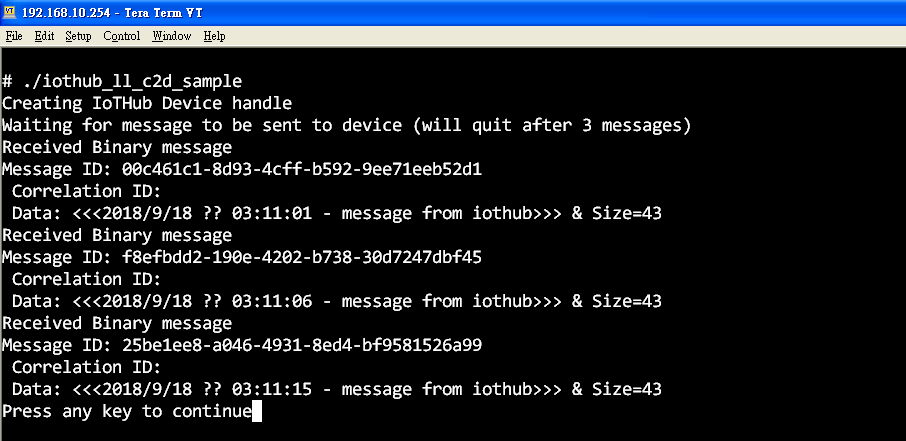 192.168.10.254 - Tera Term VT
File Edit Setup Control Window Help
# ./iothub_ll_c2d_sample
Creating IoTHub Device handle
Waiting for message to be sent to device (will quit after 3 messages)
Received Binary message
Message ID: 00c461c1-8d93-4cff-b592-9ee71eeb52d1
 Correlation ID:
 Data: <<<2018/9/18 ?? 03:11:01 - message from iothub>>> & Size=43
Received Binary message
Message ID: f8efbdd2-190e-4202-b738-30d7247dbf45
 Correlation ID:
 Data: <<<2018/9/18 ?? 03:11:06 - message from iothub>>> & Size=43
Received Binary message
Message ID: 25be1ee8-a046-4931-8ed4-bf9581526a99
 Correlation ID:
 Data: <<<2018/9/18 ?? 03:11:15 - message from iothub>>> & Size=43
Press any key to continue